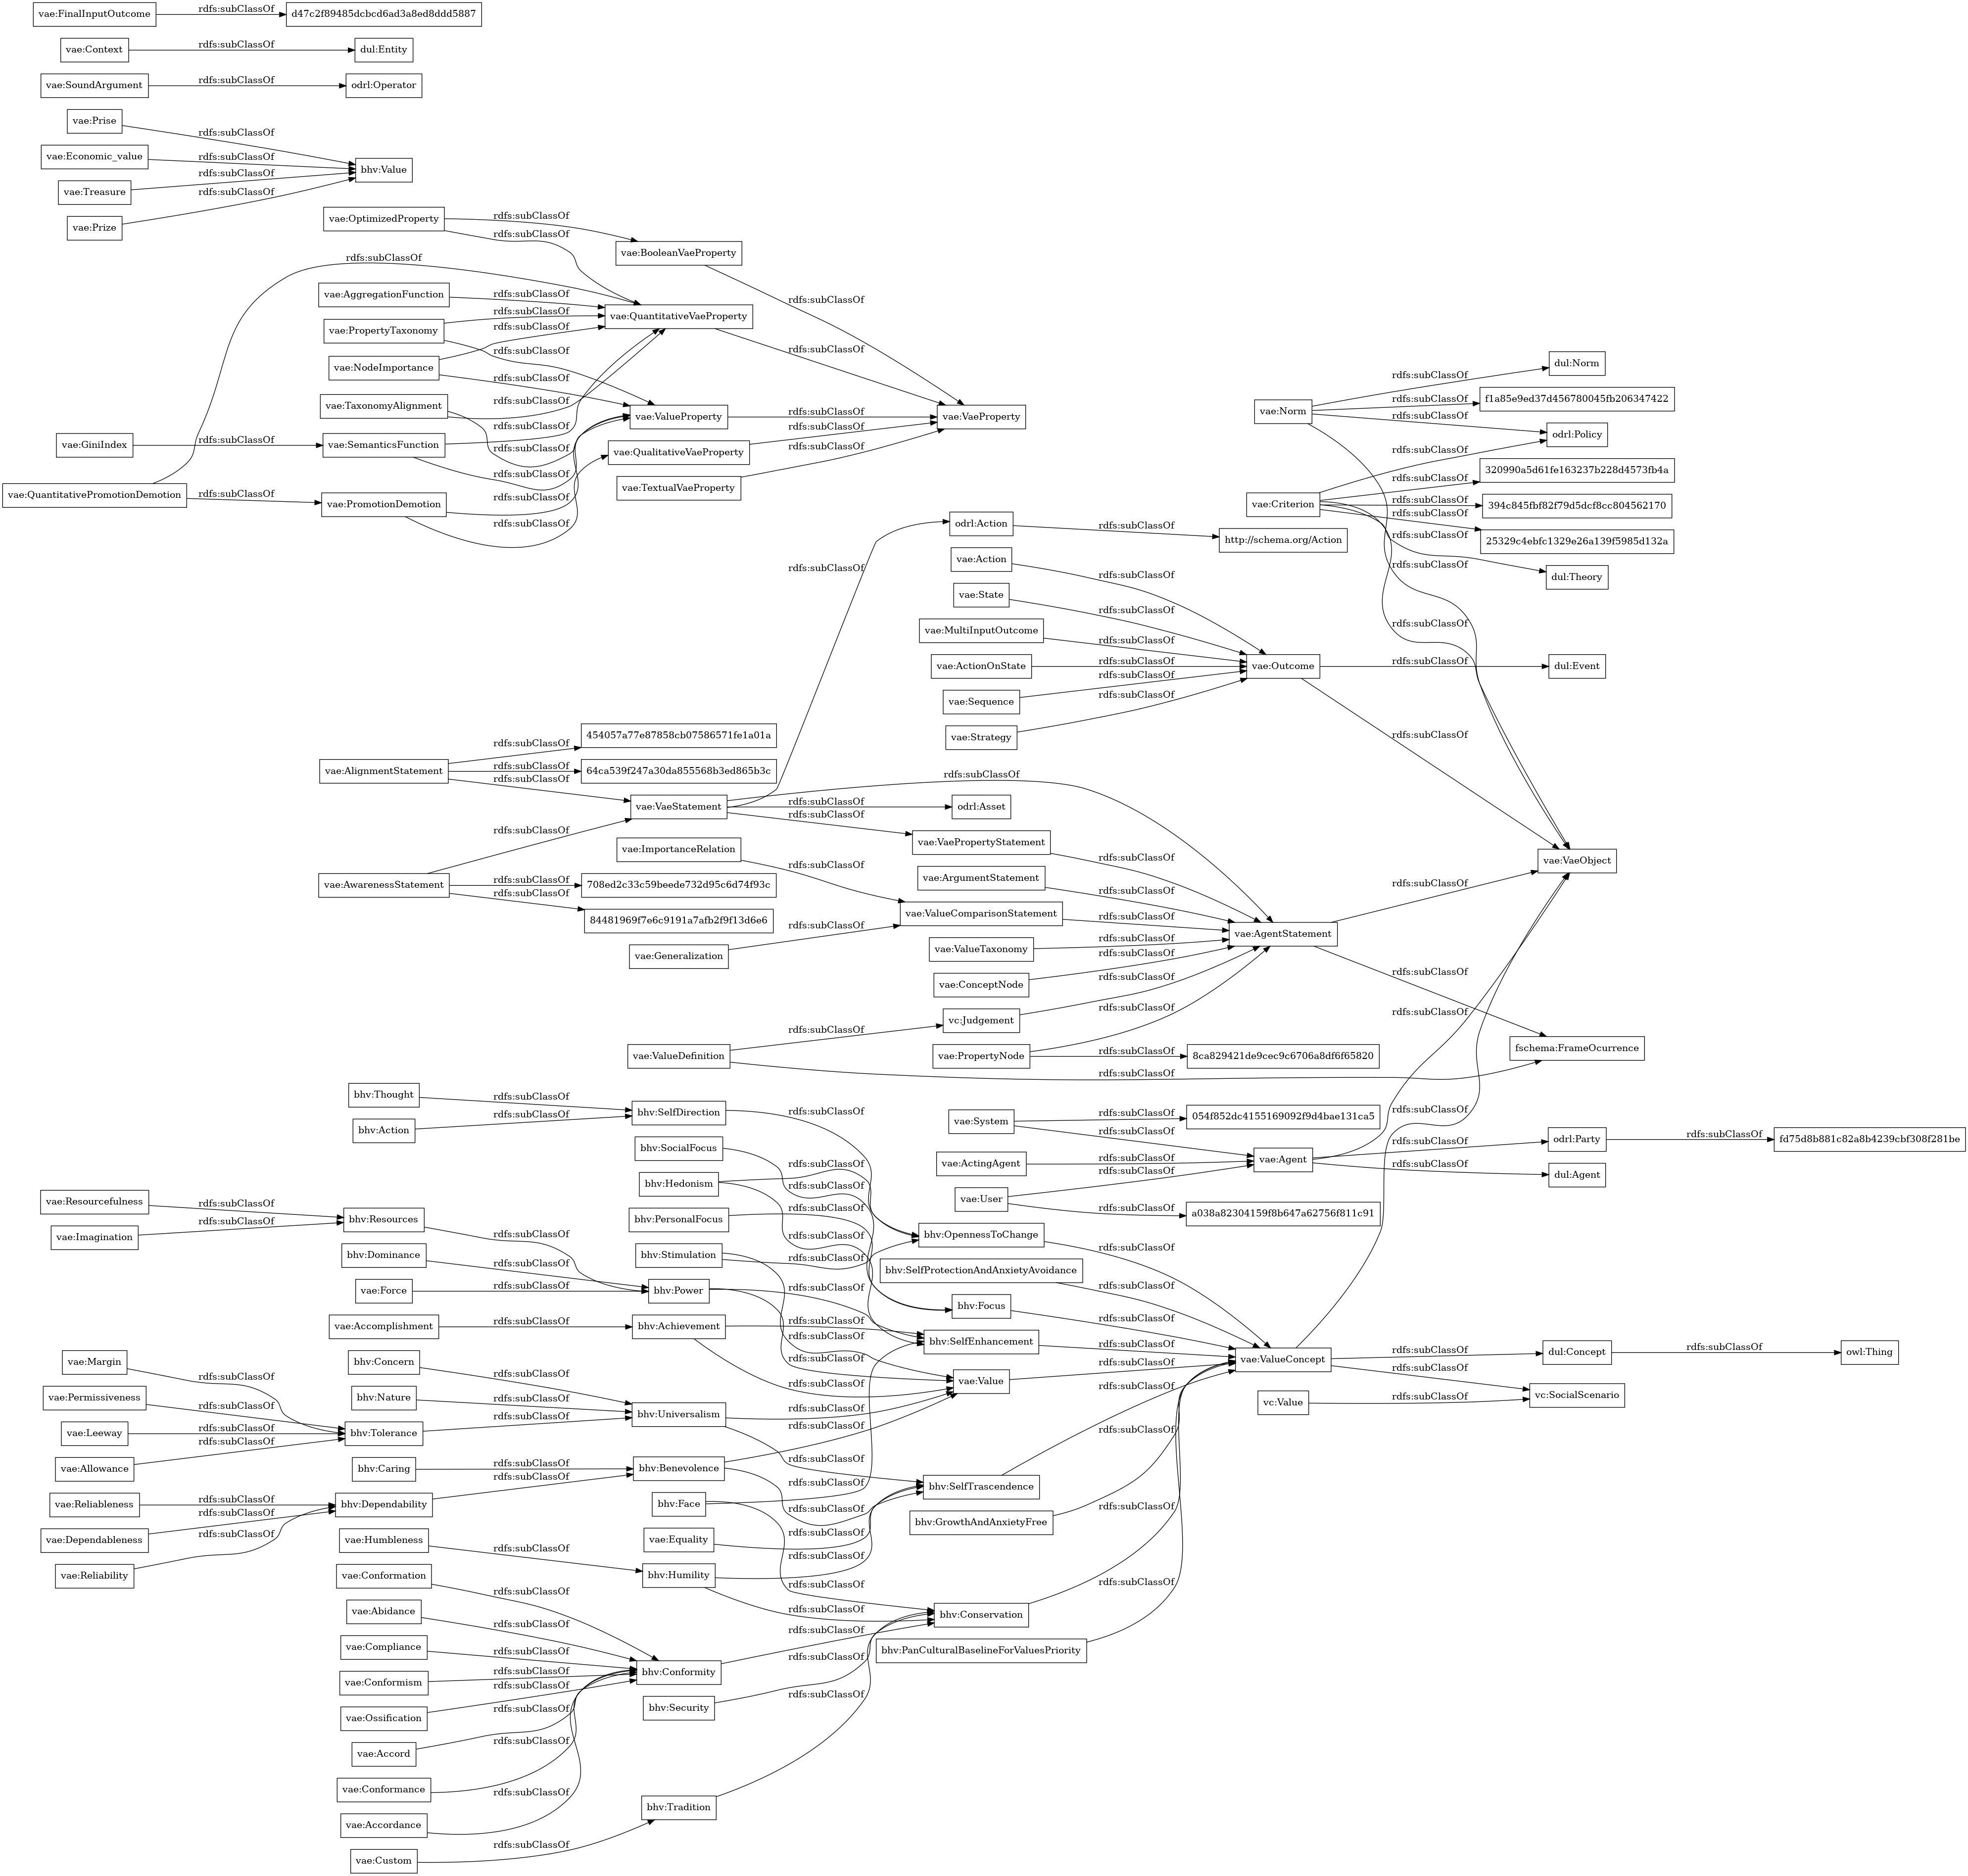 vae:FinalInputOutcome
rdfs:subClassOf
d47c2f89485dcbcd6ad3a8ed8ddd5887
vae:Context
rdfs:subClassOf
dul:Entity
vae:SoundArgument
rdfs:subClassOf
odrl:Operator
vae:Prise
rdfs:subClassOf
vae:Economic_value
rdfs:subClassOf
bhv:Value
vae:Treasure
rdfs:subClassOf
vae:Prize
rdfs:subClassOf
vae:OptimizedProperty
rdfs:subClassOf
rdfs:subClassOf
vae:BooleanVaeProperty
rdfs:subClassOf
rdfs:subClassOf
vae:AggregationFunction
rdfs:subClassOf
vae:QuantitativeVaeProperty
rdfs:subClassOf
vae:PropertyTaxonomy
rdfs:subClassOf
rdfs:subClassOf
vae:NodeImportance
rdfs:subClassOf
rdfs:subClassOf
vae:TaxonomyAlignment
rdfs:subClassOf
rdfs:subClassOf
vae:ValueProperty
rdfs:subClassOf
vae:VaeProperty
vae:GiniIndex
rdfs:subClassOf
vae:SemanticsFunction
rdfs:subClassOf
rdfs:subClassOf
vae:QualitativeVaeProperty
rdfs:subClassOf
vae:TextualVaeProperty
rdfs:subClassOf
vae:QuantitativePromotionDemotion
rdfs:subClassOf
vae:PromotionDemotion
rdfs:subClassOf
rdfs:subClassOf
vae:Norm
rdfs:subClassOf
dul:Norm
rdfs:subClassOf
f1a85e9ed37d456780045fb206347422
rdfs:subClassOf
odrl:Policy
vae:Criterion
rdfs:subClassOf
rdfs:subClassOf
320990a5d61fe163237b228d4573fb4a
rdfs:subClassOf
394c845fbf82f79d5dcf8cc804562170
rdfs:subClassOf
25329c4ebfc1329e26a139f5985d132a
rdfs:subClassOf
dul:Theory
rdfs:subClassOf
rdfs:subClassOf
odrl:Action
rdfs:subClassOf
http://schema.org/Action
rdfs:subClassOf
vae:Action
rdfs:subClassOf
vae:State
rdfs:subClassOf
vae:MultiInputOutcome
rdfs:subClassOf
vae:ActionOnState
rdfs:subClassOf
vae:Outcome
rdfs:subClassOf
dul:Event
vae:Sequence
rdfs:subClassOf
vae:Strategy
rdfs:subClassOf
rdfs:subClassOf
454057a77e87858cb07586571fe1a01a
rdfs:subClassOf
vae:AlignmentStatement
rdfs:subClassOf
64ca539f247a30da855568b3ed865b3c
rdfs:subClassOf
vae:VaeStatement
rdfs:subClassOf
rdfs:subClassOf
odrl:Asset
rdfs:subClassOf
vae:VaePropertyStatement
rdfs:subClassOf
rdfs:subClassOf
vae:ImportanceRelation
rdfs:subClassOf
vae:VaeObject
vae:AwarenessStatement
rdfs:subClassOf
708ed2c33c59beede732d95c6d74f93c
rdfs:subClassOf
84481969f7e6c9191a7afb2f9f13d6e6
vae:ArgumentStatement
rdfs:subClassOf
rdfs:subClassOf
vae:ValueComparisonStatement
rdfs:subClassOf
vae:AgentStatement
vae:Generalization
rdfs:subClassOf
vae:ValueTaxonomy
rdfs:subClassOf
vae:ConceptNode
rdfs:subClassOf
rdfs:subClassOf
vc:Judgement
rdfs:subClassOf
vae:ValueDefinition
rdfs:subClassOf
vae:PropertyNode
rdfs:subClassOf
rdfs:subClassOf
8ca829421de9cec9c6706a8df6f65820
rdfs:subClassOf
fschema:FrameOcurrence
rdfs:subClassOf
bhv:Thought
rdfs:subClassOf
bhv:SelfDirection
rdfs:subClassOf
bhv:Action
rdfs:subClassOf
vae:System
rdfs:subClassOf
054f852dc4155169092f9d4bae131ca5
rdfs:subClassOf
rdfs:subClassOf
bhv:SocialFocus
rdfs:subClassOf
vae:ActingAgent
rdfs:subClassOf
vae:Agent
rdfs:subClassOf
odrl:Party
rdfs:subClassOf
fd75d8b881c82a8b4239cbf308f281be
rdfs:subClassOf
dul:Agent
bhv:Hedonism
rdfs:subClassOf
rdfs:subClassOf
vae:User
rdfs:subClassOf
rdfs:subClassOf
a038a82304159f8b647a62756f811c91
vae:Resourcefulness
rdfs:subClassOf
bhv:Resources
rdfs:subClassOf
vae:Imagination
rdfs:subClassOf
bhv:PersonalFocus
rdfs:subClassOf
bhv:OpennessToChange
rdfs:subClassOf
bhv:Dominance
rdfs:subClassOf
bhv:Stimulation
rdfs:subClassOf
bhv:SelfProtectionAndAnxietyAvoidance
rdfs:subClassOf
vae:Force
rdfs:subClassOf
bhv:Power
rdfs:subClassOf
rdfs:subClassOf
bhv:Focus
rdfs:subClassOf
vae:Accomplishment
rdfs:subClassOf
bhv:Achievement
rdfs:subClassOf
rdfs:subClassOf
rdfs:subClassOf
bhv:SelfEnhancement
rdfs:subClassOf
vae:ValueConcept
rdfs:subClassOf
dul:Concept
rdfs:subClassOf
owl:Thing
rdfs:subClassOf
vc:SocialScenario
vc:Value
rdfs:subClassOf
vae:Value
rdfs:subClassOf
vae:Margin
rdfs:subClassOf
bhv:Concern
rdfs:subClassOf
vae:Permissiveness
rdfs:subClassOf
bhv:Nature
rdfs:subClassOf
bhv:Universalism
rdfs:subClassOf
rdfs:subClassOf
vae:Leeway
rdfs:subClassOf
bhv:Tolerance
rdfs:subClassOf
vae:Allowance
rdfs:subClassOf
bhv:Caring
rdfs:subClassOf
bhv:Benevolence
rdfs:subClassOf
rdfs:subClassOf
rdfs:subClassOf
bhv:SelfTrascendence
rdfs:subClassOf
vae:Reliableness
rdfs:subClassOf
bhv:Dependability
rdfs:subClassOf
bhv:Face
rdfs:subClassOf
rdfs:subClassOf
bhv:GrowthAndAnxietyFree
rdfs:subClassOf
vae:Dependableness
rdfs:subClassOf
vae:Equality
rdfs:subClassOf
vae:Reliability
rdfs:subClassOf
vae:Humbleness
rdfs:subClassOf
bhv:Humility
rdfs:subClassOf
vae:Conformation
rdfs:subClassOf
vae:Abidance
rdfs:subClassOf
bhv:Conservation
rdfs:subClassOf
vae:Compliance
rdfs:subClassOf
rdfs:subClassOf
bhv:PanCulturalBaselineForValuesPriority
vae:Conformism
rdfs:subClassOf
bhv:Conformity
rdfs:subClassOf
vae:Ossification
rdfs:subClassOf
bhv:Security
rdfs:subClassOf
vae:Accord
rdfs:subClassOf
vae:Conformance
rdfs:subClassOf
vae:Accordance
bhv:Tradition
vae:Custom
rdfs:subClassOf